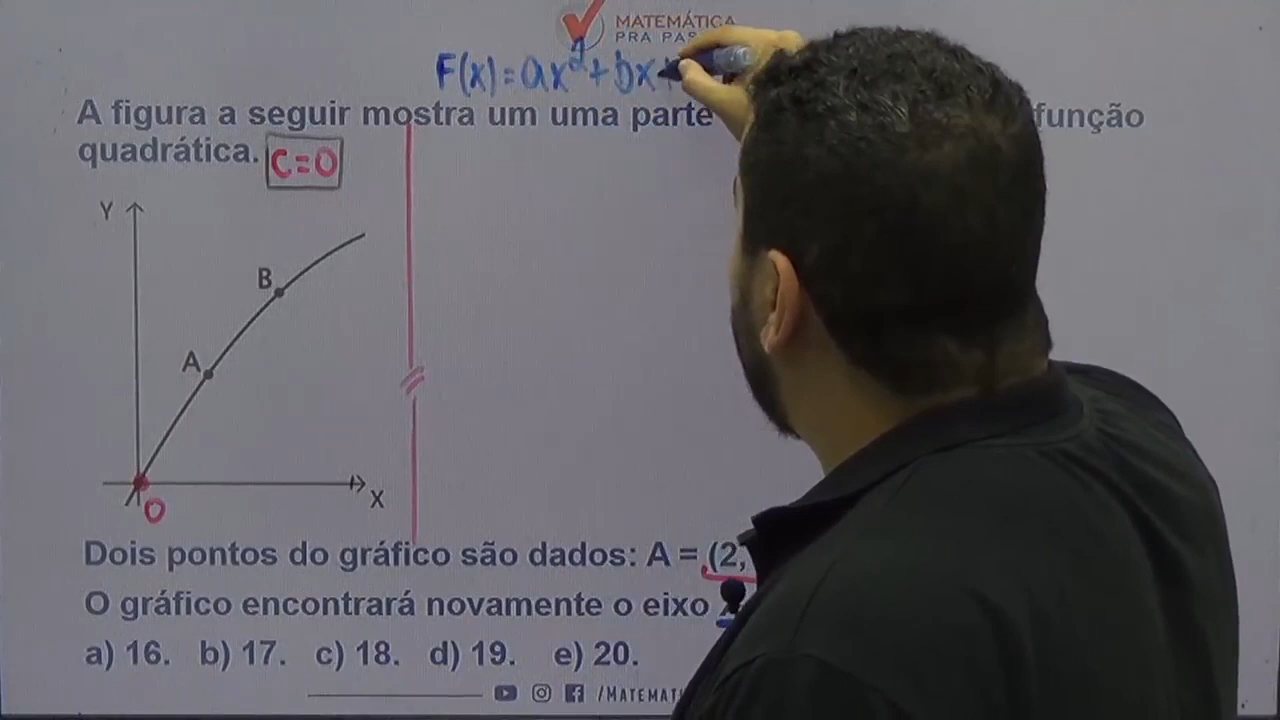 MATEMÁTICA
PRA PAS
F(x)=ax²+bx+
A figura a seguir mostra um uma parte função
quadrática. C=0
Y
B
A
O
X
Dois pontos do gráfico são dados: A = (2,
O gráfico encontrará novamente o eixo
a) 16. b) 17. c) 18. d) 19. e) 20.
/MATEMAT